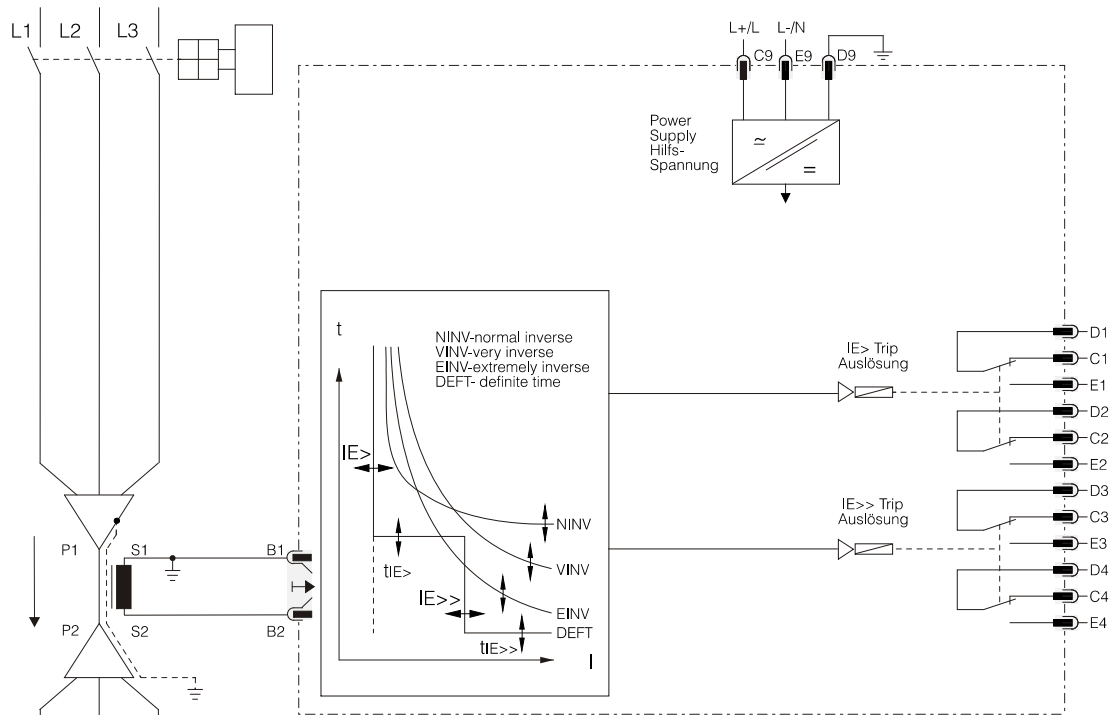 L1
L2
L3
L+/L
L-/N
C9
E9
D9
Power
Supply
Hilfs-
Spannung
≃
=
t
NINV-normal inverse
VINV-very inverse
EINV-extremely inverse
DEFT- definite time
IE>
tIE>
IE>>
tIE>>
NINV
VINV
EINV
DEFT
I
IE> Trip
Auslösung
IE>> Trip
Auslösung
D1
C1
E1
D2
C2
E2
D3
C3
E3
D4
C4
E4
P1
S1
B1
P2
S2
B2